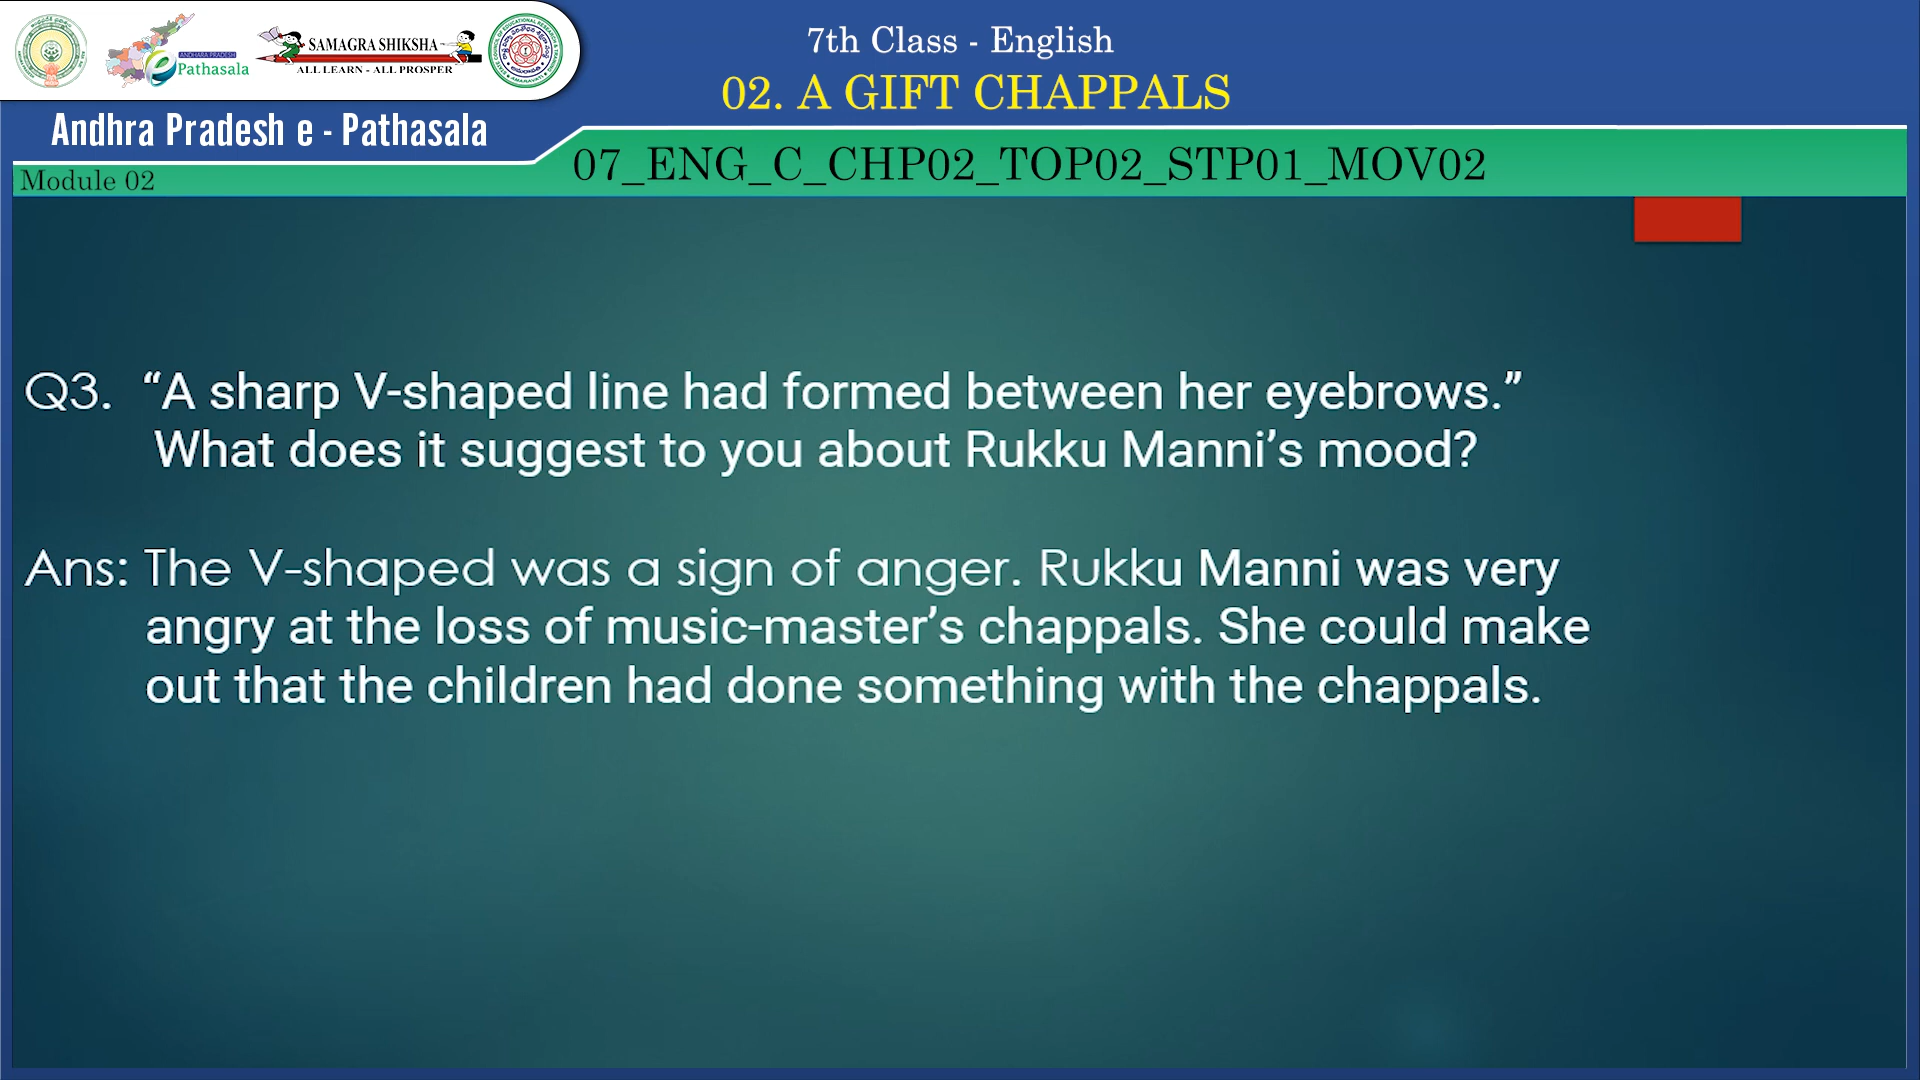 ANDHRA PRADESH
e Pathasala
SAMAGRA SHIKSHA
ALL LEARN - ALL PROSPER
Andhra Pradesh e - Pathasala
Module 02
7th Class - English
02. A GIFT CHAPPALS
07_ENG_C_CHP02_TOP02_STP01_MOV02
Q3. “A sharp V-shaped line had formed between her eyebrows.”
What does it suggest to you about Rukku Manni’s mood?
Ans: The V-shaped was a sign of anger. Rukku Manni was very
angry at the loss of music-master’s chappals. She could make
out that the children had done something with the chappals.